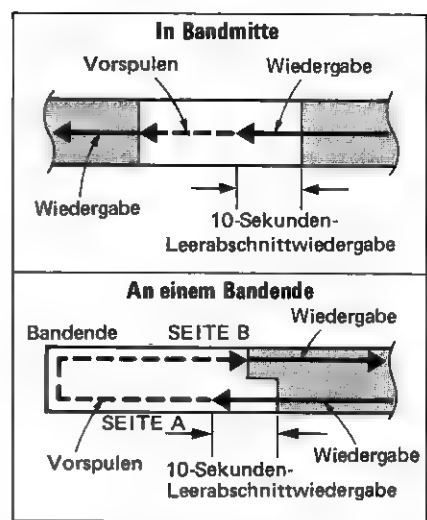 In Bandmitte
Vorspulen
Wiedergabe
Wiedergabe
10-Sekunden-
Leerabschnittwiedergabe
An einem Bandende
Wiedergabe
Bandende
SEITE B
SEITE A
Vorspulen
Wiedergabe
10-Sekunden-
Leerabschnittwiedergabe